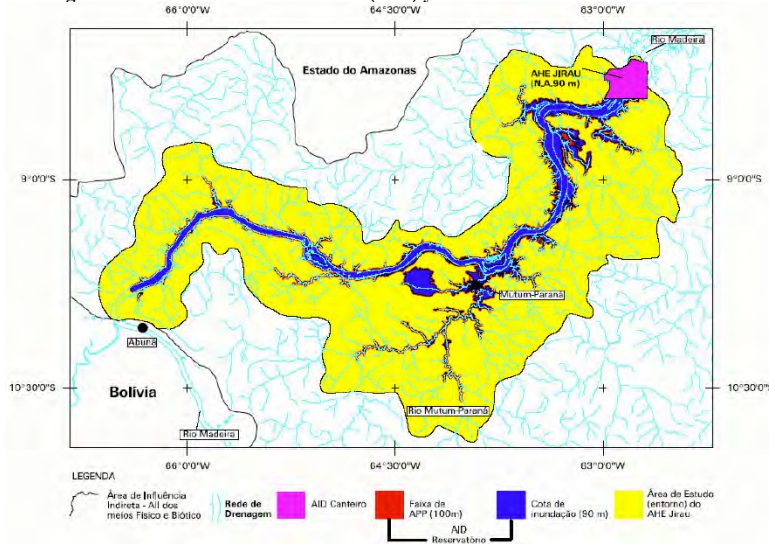 66°0'0"W 64°30'0"W 63°0'0"W
Rio Madeira
Estado do Amazonas
AHE JIRAU
(N.A.90 m)
9°0'0"S
9°0'0"S
Mutum-Paraná
Abunã
10°30'0"S
10°30'0"S
Bolívia
Rio Mutum-Paraná
Rio Madeira
66°0'0"W 64°30'0"W 63°0'0"W
LEGENDA
Área de Influência
Indireta - AII dos
meios Físico e Biótico
Rede de
Drenagem
AID Canteiro
Faixa de
APP (100m)
Cota de
inundação (90 m)
Área de Estudo
(entorno) do
AHE Jirau
AID
Reservatório